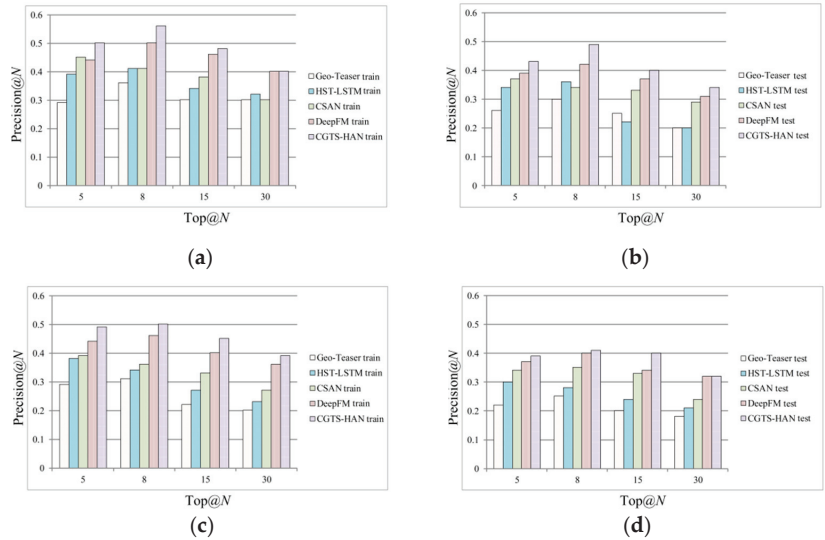 0.6
0.5
0.4
0.3
0.2
0.1
0
Precision@N
5 8 15 30
Top@N
Geo-Teaser train
HST-LSTM train
CSAN train
DeepFM train
CGTS-HAN train
(a)
0.6
0.5
0.4
0.3
0.2
0.1
0
Precision@N
5 8 15 30
Top@N
Geo-Teaser test
HST-LSTM test
CSAN test
DeepFM test
CGTS-HAN test
(b)
0.6
0.5
0.4
0.3
0.2
0.1
0
Precision@N
5 8 15 30
Top@N
Geo-Teaser train
HST-LSTM train
CSAN train
DeepFM train
CGTS-HAN train
(c)
0.6
0.5
0.4
0.3
0.2
0.1
0
Precision@N
5 8 15 30
Top@N
Geo-Teaser test
HST-LSTM test
CSAN test
DeepFM test
CGTS-HAN test
(d)